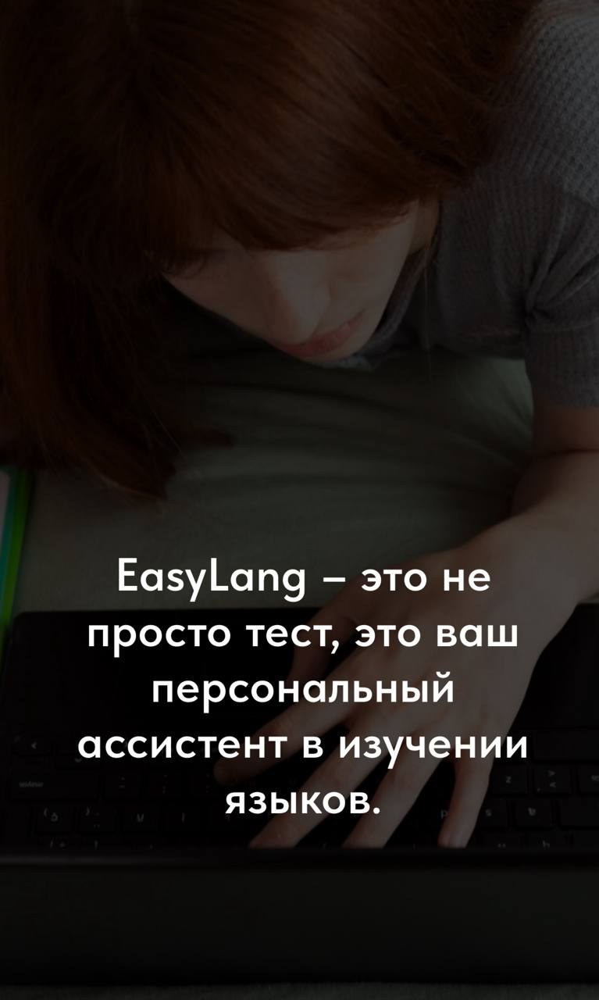 EasyLang – это не
просто тест, это ваш
персональный
ассистент в изучении
языков.